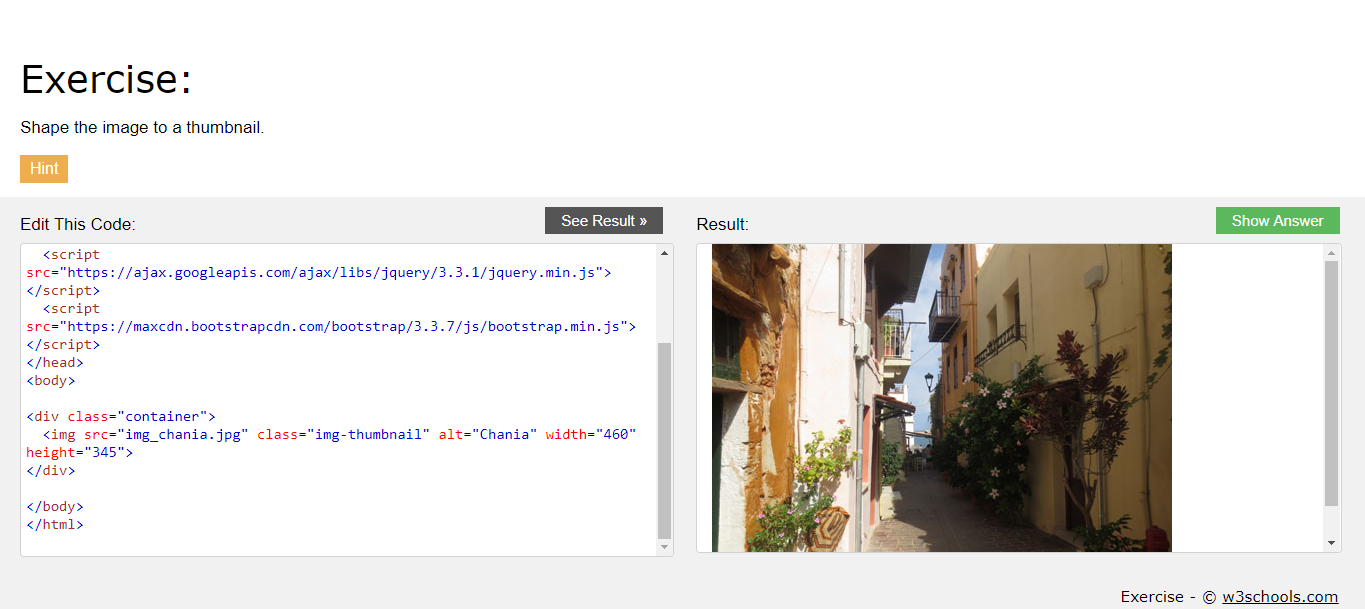 Exercise:
Shape the image to a thumbnail.
Hint
Edit This Code:
See Result »
Result:
Show Answer
<script
src="https://ajax.googleapis.com/ajax/libs/jquery/3.3.1/jquery.min.js">
</script>
<script
src="https://maxcdn.bootstrapcdn.com/bootstrap/3.3.7/js/bootstrap.min.js">
</script>
</head>
<body>
<div class="container">
<img src="img_chania.jpg" class="img-thumbnail" alt="Chania" width="460"
height="345">
</div>
</body>
</html>
Exercise - © w3schools.com